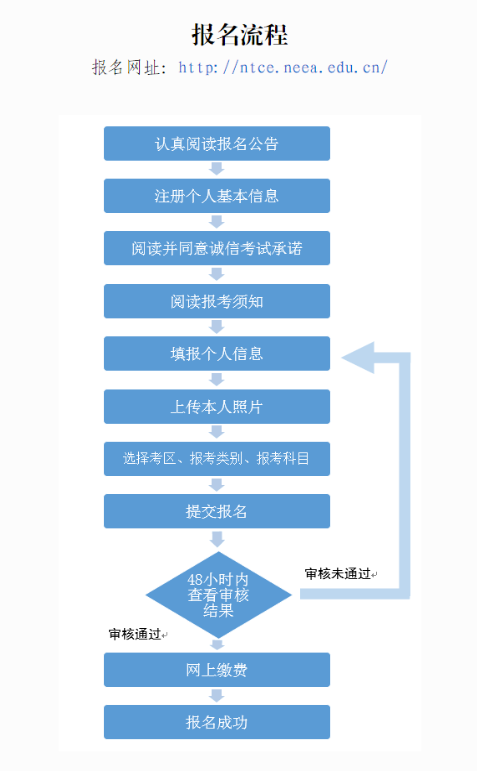 报名流程
报名网址: http://ntce.neea.edu.cn/
认真阅读报名公告
注册个人基本信息
阅读并同意诚信考试承诺
阅读报考须知
填报个人信息
上传本人照片
选择考区、报考类别、报考科目
提交报名
48小时内
查看审核
结果
审核未通过
审核通过
网上缴费
报名成功